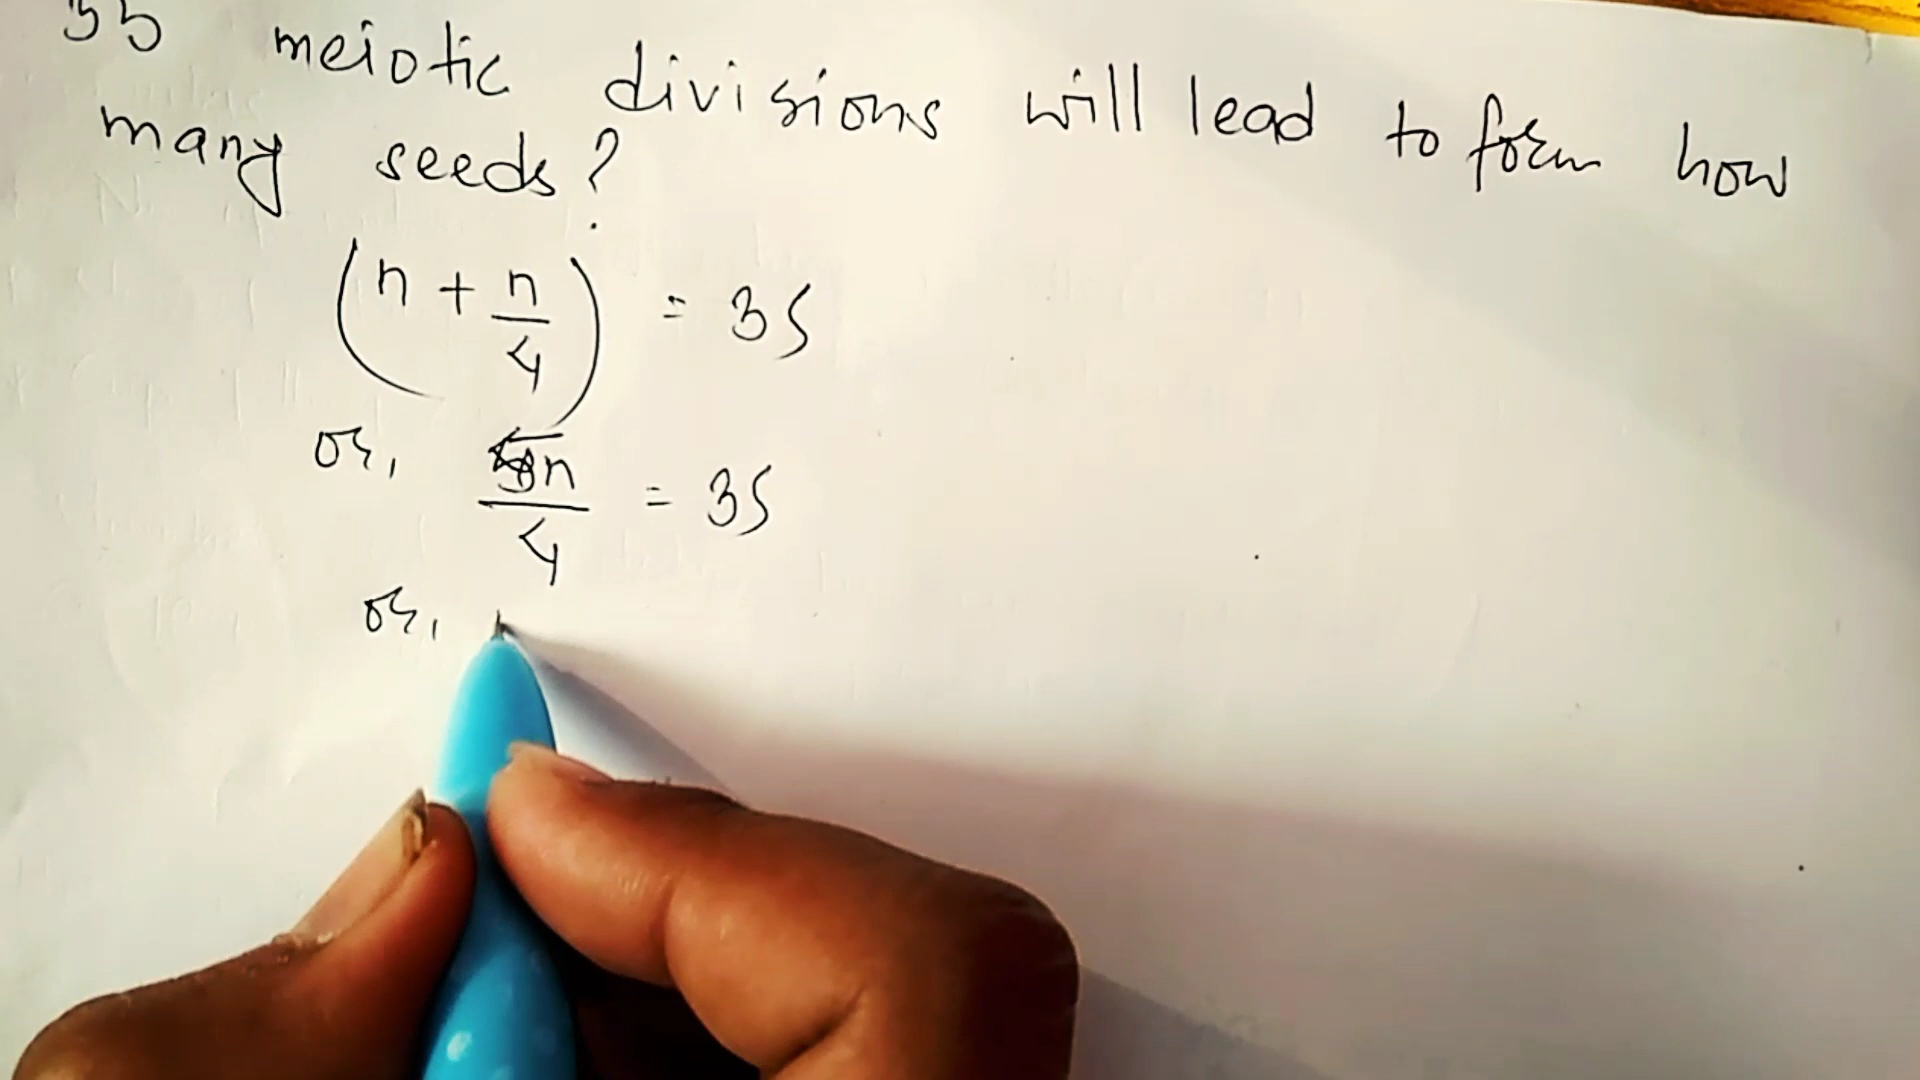 35 meiotic divisions will lead to form how
many seeds?
(n + n/4) = 35
or, 5n/4 = 35
or,